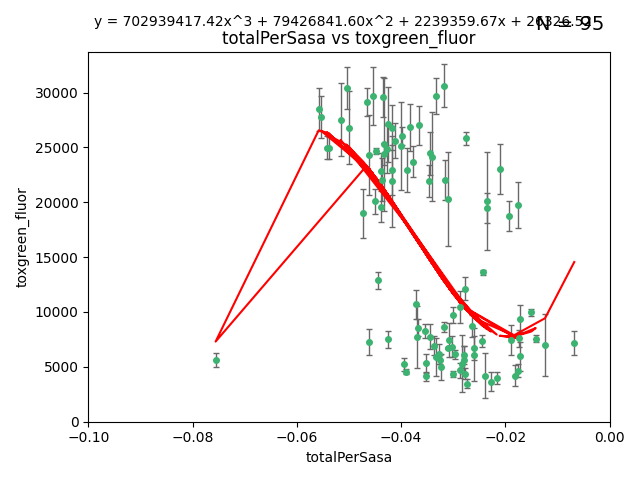 y = 702939417.42x^3 + 79426841.60x^2 + 2239359.67x +
N = 95
totalPerSasa vs toxgreen_fluor
toxgreen_fluor
30000
25000
20000
15000
10000
5000
0
−0.10
−0.08
−0.06
−0.04
−0.02
0.00
totalPerSasa